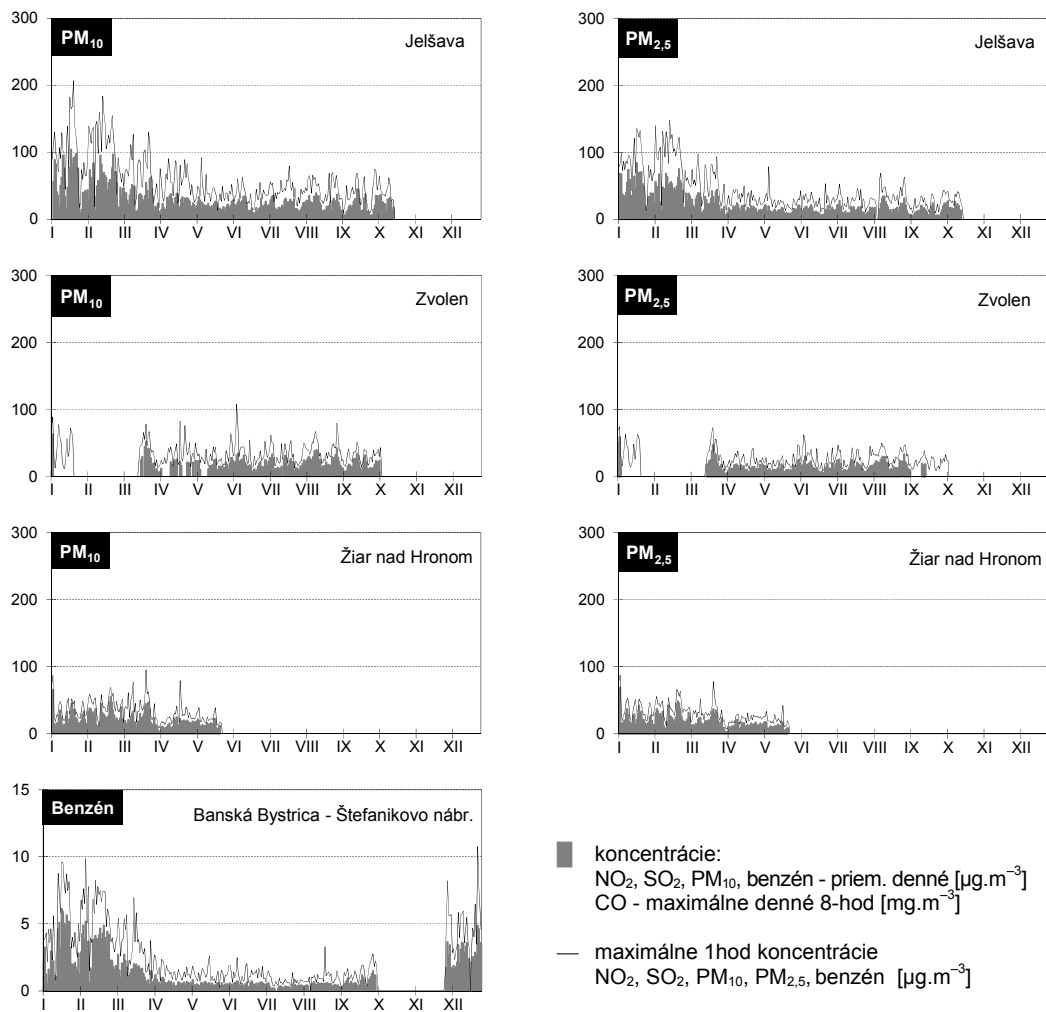 PM10 Jelšava
300
200
100
0
I II III IV V VI VII VIII IX X XI XII
PM2,5 Jelšava
300
200
100
0
I II III IV V VI VII VIII IX X XI XII
PM10 Zvolen
300
200
100
0
I II III IV V VI VII VIII IX X XI XII
PM2,5 Zvolen
300
200
100
0
I II III IV V VI VII VIII IX X XI XII
PM10 Žiar nad Hronom
300
200
100
0
I II III IV V VI VII VIII IX X XI XII
PM2,5 Žiar nad Hronom
300
200
100
0
I II III IV V VI VII VIII IX X XI XII
Benzén Banská Bystrica - Štefanikovo nábr.
15
10
5
0
I II III IV V VI VII VIII IX X XI XII
koncentrácie:
NO2, SO2, PM10, benzén - priem. denné [µg.m–3]
CO - maximálne denné 8-hod [mg.m–3]
maximálne 1hod koncentrácie
NO2, SO2, PM10, PM2,5, benzén [µg.m–3]